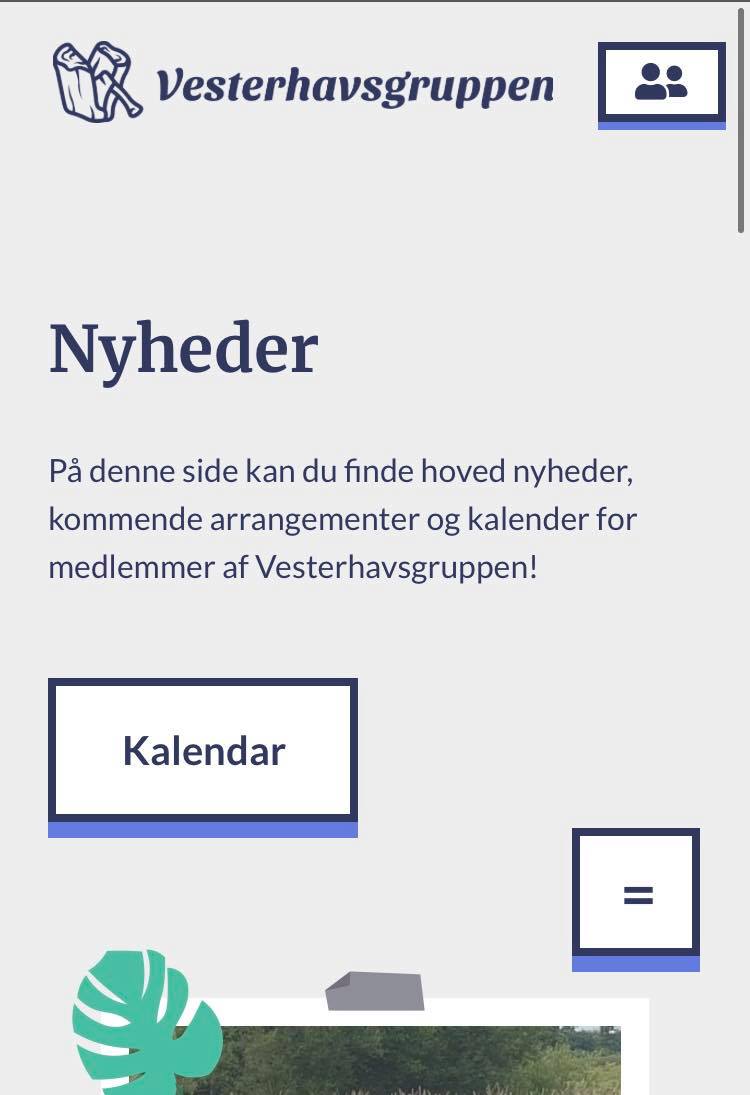 Vesterhavsgruppen
Nyheder
På denne side kan du finde hoved nyheder,
kommende arrangementer og kalender for
medlemmer af Vesterhavsgruppen!
Kalendar
=